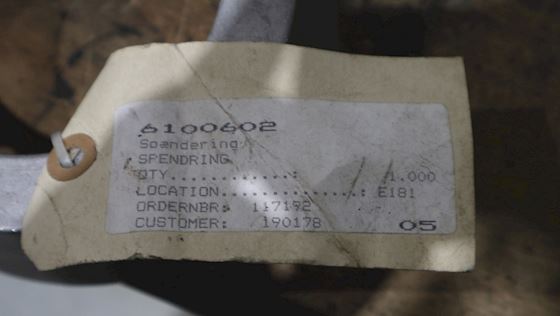 6100602
Spændering
SPENDRING
QTY............: 1.000
LOCATION..............: E181
ORDERNBR: 117192
CUSTOMER: 190178 05